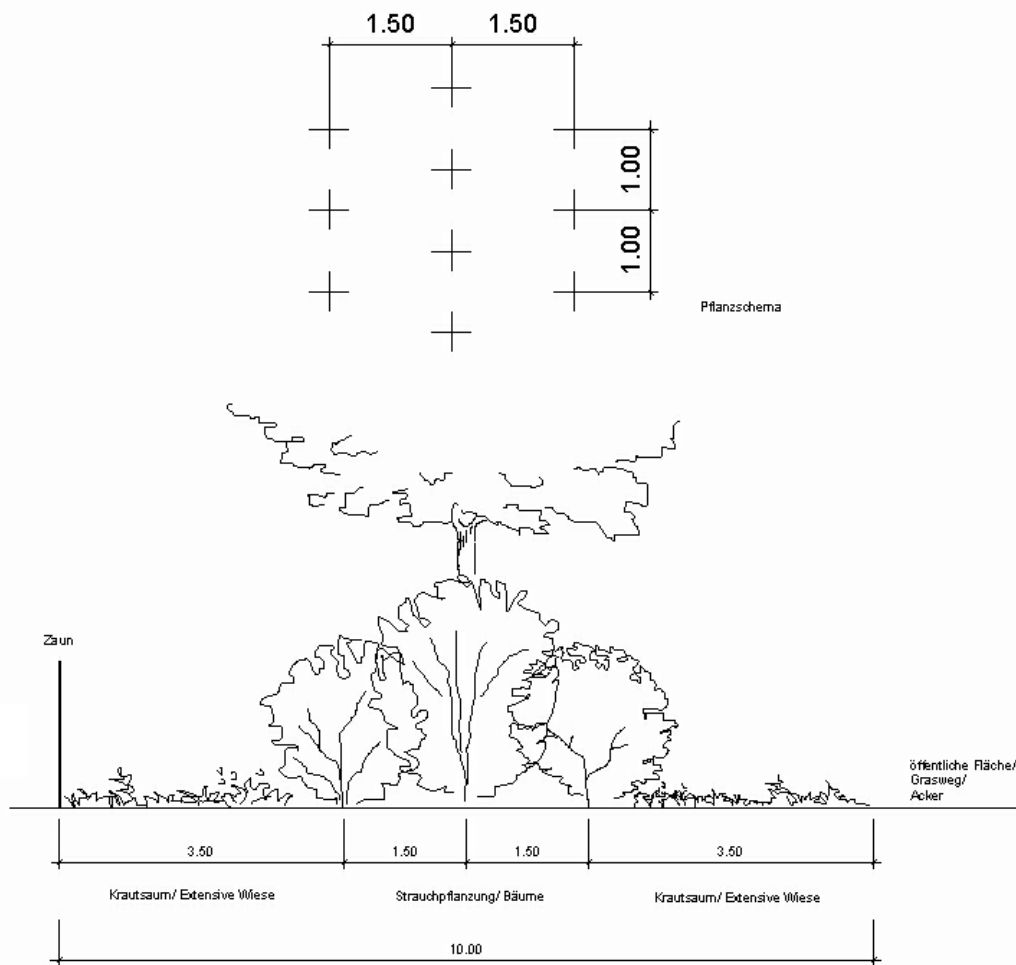 1.50
1.50
1.00
1.00
Pflanzschema
Zaun
öffentliche Fläche/
Grasweg/
Acker
3.50
1.50
1.50
3.50
Krautsaum/ Extensive Wiese
Strauchpflanzung/ Bäume
Krautsaum/ Extensive Wiese
10.00